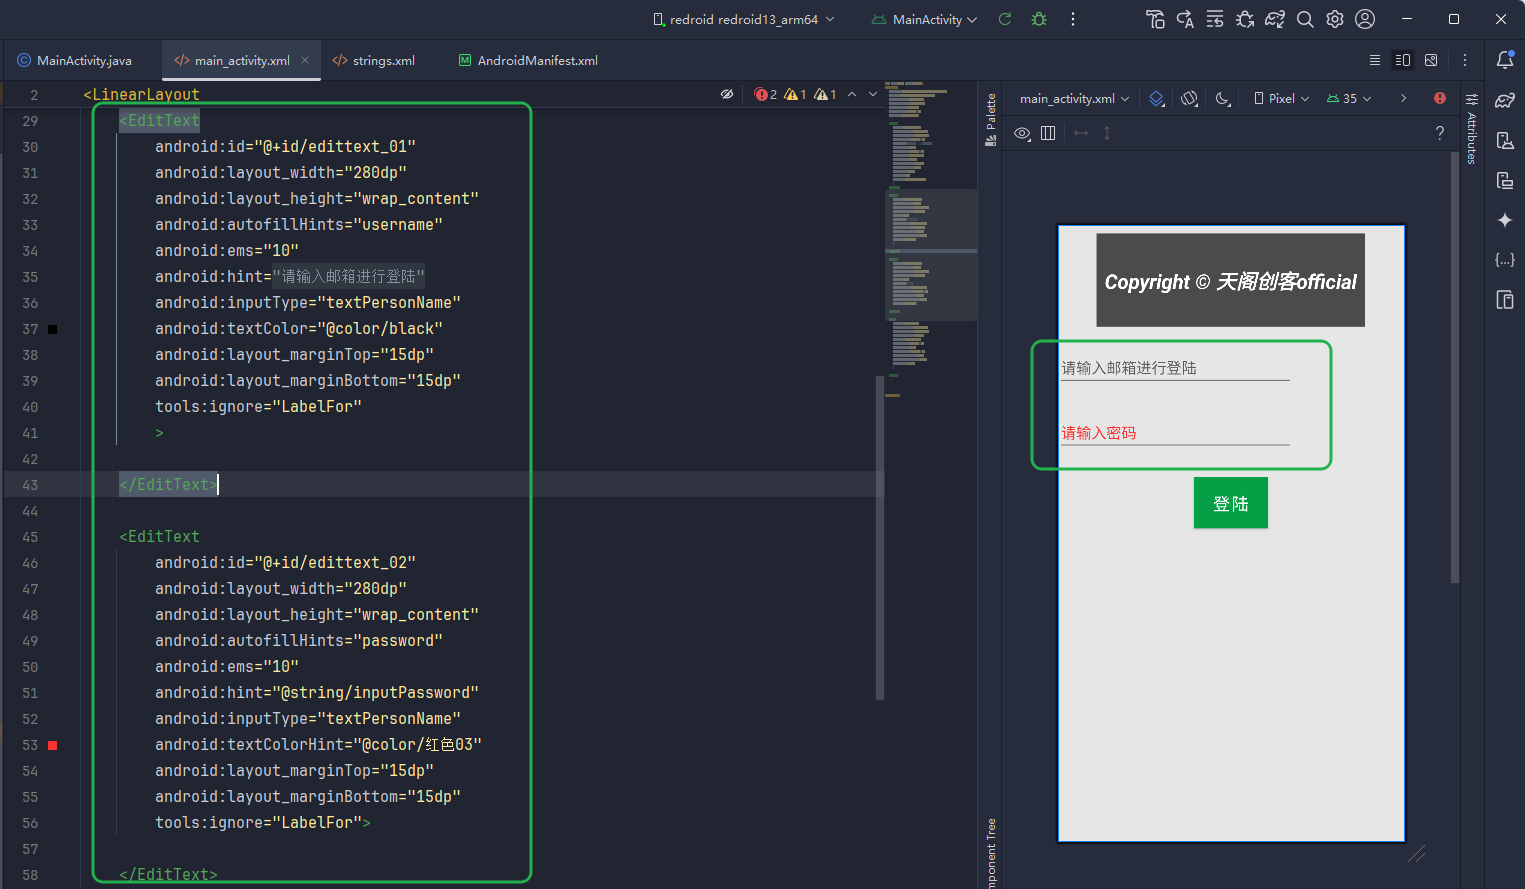 redroid redroid13_arm64
MainActivity
MainActivity.java
main_activity.xml
strings.xml
AndroidManifest.xml
2 <LinearLayout
2 1 1
29 <EditText
30 android:id="@+id/edittext_01"
31 android:layout_width="280dp"
32 android:layout_height="wrap_content"
33 android:autofillHints="username"
34 android:ems="10"
35 android:hint="请输入邮箱进行登陆"
36 android:inputType="textPersonName"
37 android:textColor="@color/black"
38 android:layout_marginTop="15dp"
39 android:layout_marginBottom="15dp"
40 tools:ignore="LabelFor"
41 >
42
43 </EditText>
44
45 <EditText
46 android:id="@+id/edittext_02"
47 android:layout_width="280dp"
48 android:layout_height="wrap_content"
49 android:autofillHints="password"
50 android:ems="10"
51 android:hint="@string/inputPassword"
52 android:inputType="textPersonName"
53 android:textColorHint="@color/红色03"
54 android:layout_marginTop="15dp"
55 android:layout_marginBottom="15dp"
56 tools:ignore="LabelFor">
57
58 </EditText>
Palette
main_activity.xml
Pixel
35
?
Attributes
Copyright © 天阁创客official
请输入邮箱进行登陆
请输入密码
登陆
mponent Tree